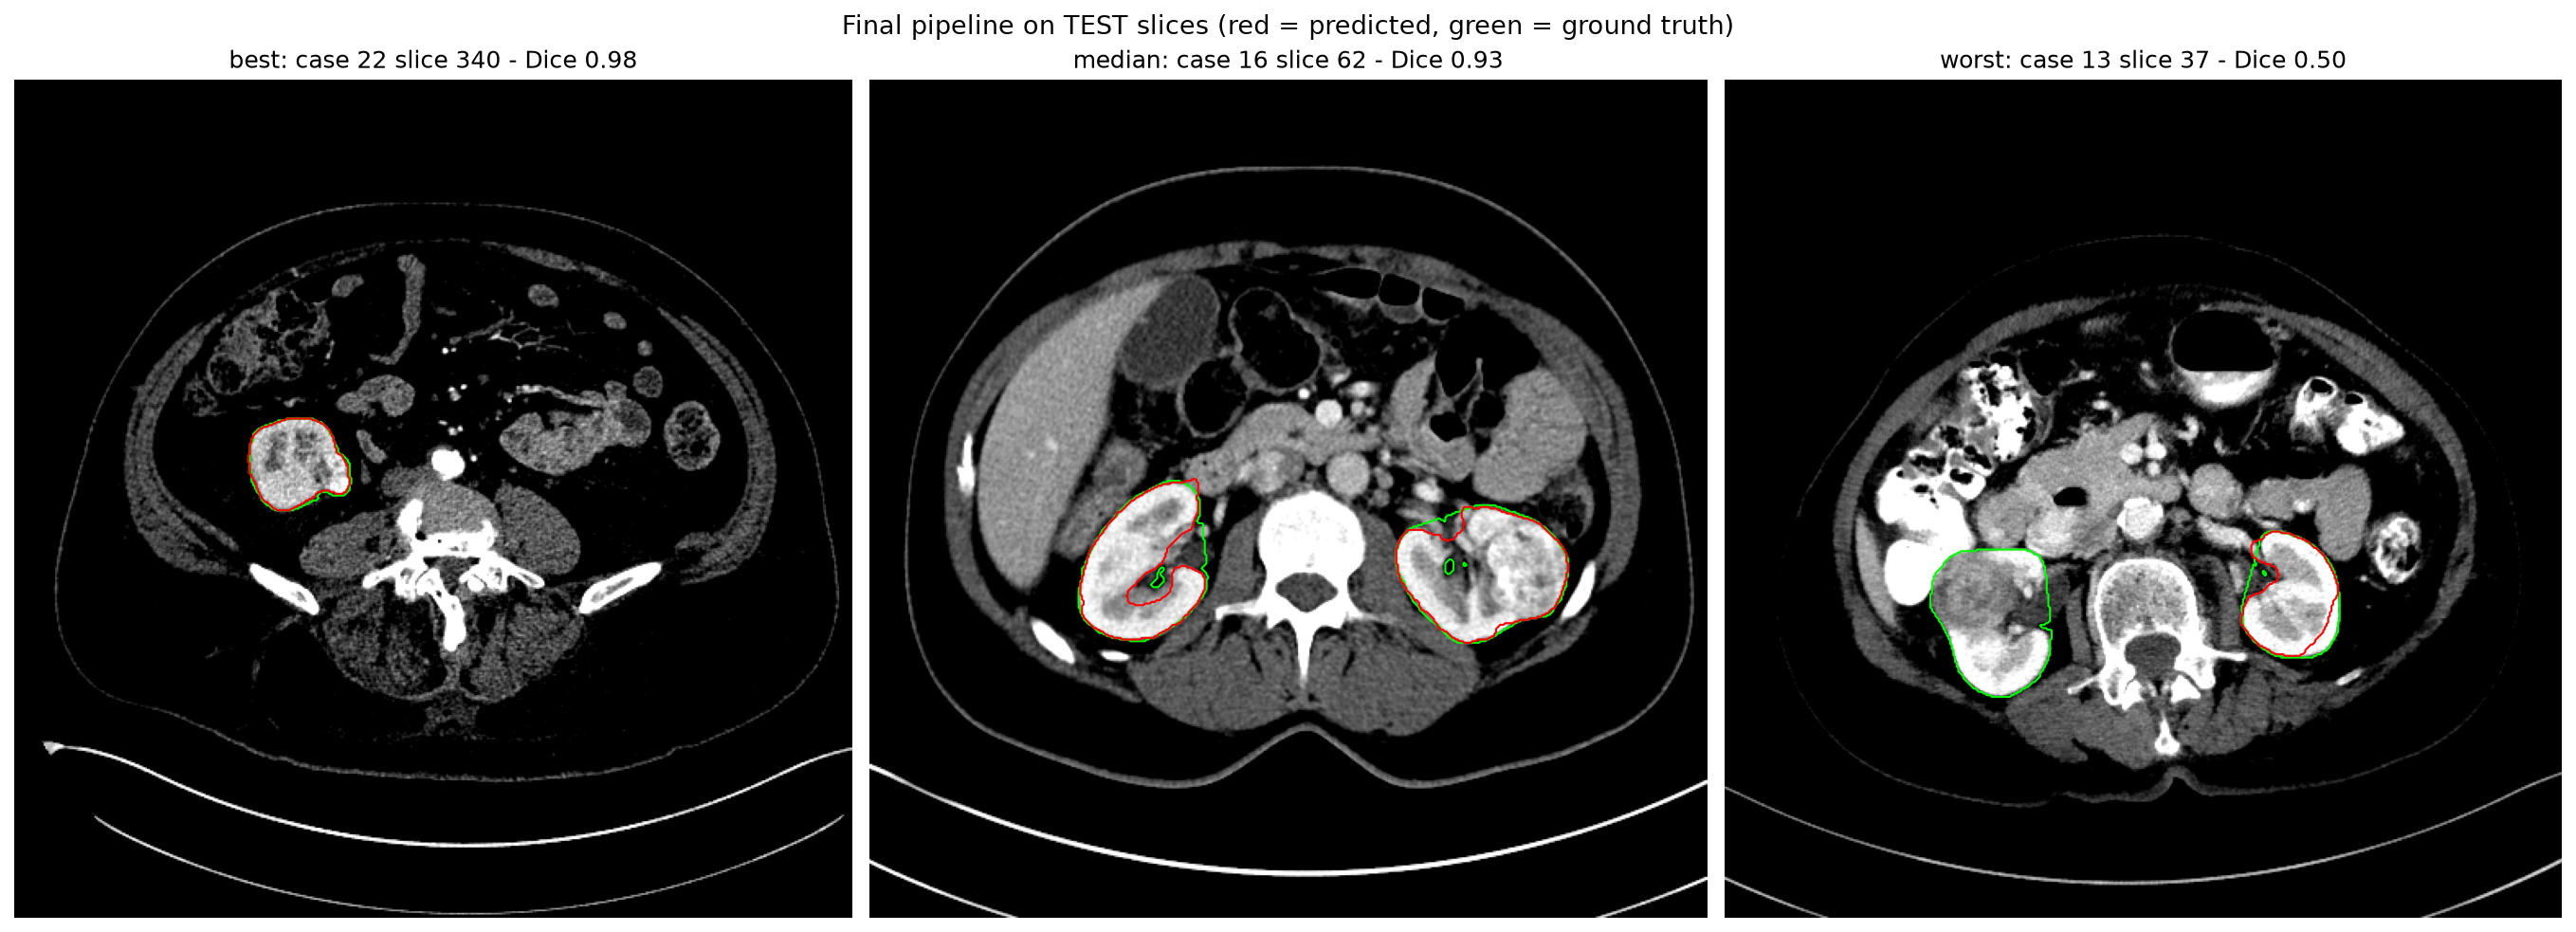 Final pipeline on TEST slices (red = predicted, green = ground truth)
best: case 22 slice 340 - Dice 0.98
median: case 16 slice 62 - Dice 0.93
worst: case 13 slice 37 - Dice 0.50